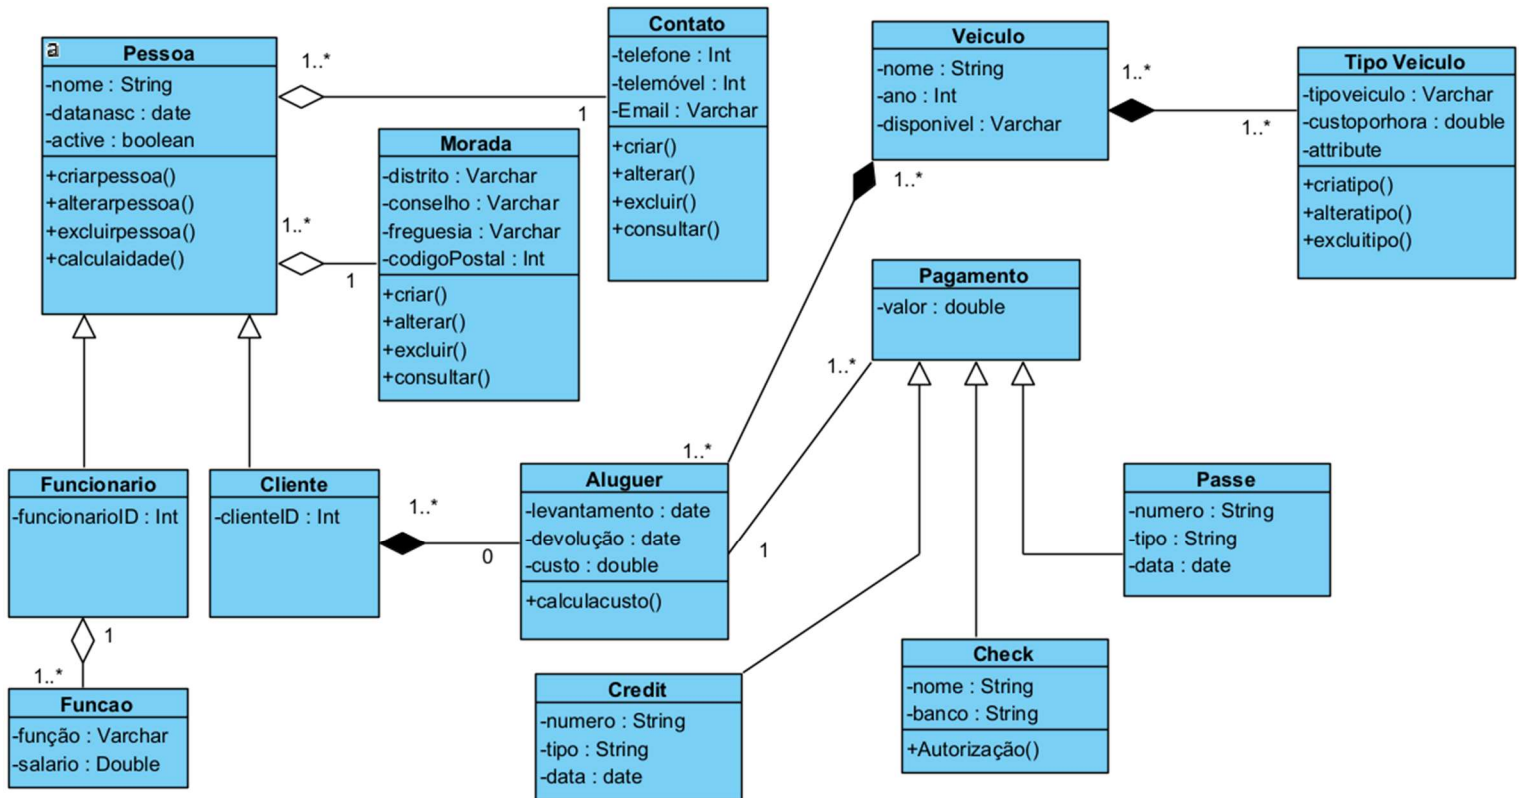 a
Pessoa
-nome : String
-datanasc : date
-active : boolean
+criarpessoa()
+alterarpessoa()
+excluirpessoa()
+calculaidade()
1..*
1
Contato
-telefone : Int
-telemóvel : Int
-Email : Varchar
+criar()
+alterar()
+excluir()
+consultar()
1..*
1
Morada
-distrito : Varchar
-conselho : Varchar
-freguesia : Varchar
-codigoPostal : Int
+criar()
+alterar()
+excluir()
+consultar()
Veiculo
-nome : String
-ano : Int
-disponivel : Varchar
1..*
1..*
Tipo Veiculo
-tipoveiculo : Varchar
-custoporhora : double
-attribute
+criatipo()
+alteratipo()
+excluitipo()
1..*
1..*
Pagamento
-valor : double
1..*
1
Funcionario
-funcionarioID : Int
1
1..*
Funcao
-função : Varchar
-salario : Double
Cliente
-clienteID : Int
1..*
0
Aluguer
-levantamento : date
-devolução : date
-custo : double
+calculacusto()
Passe
-numero : String
-tipo : String
-data : date
Check
-nome : String
-banco : String
+Autorização()
Credit
-numero : String
-tipo : String
-data : date